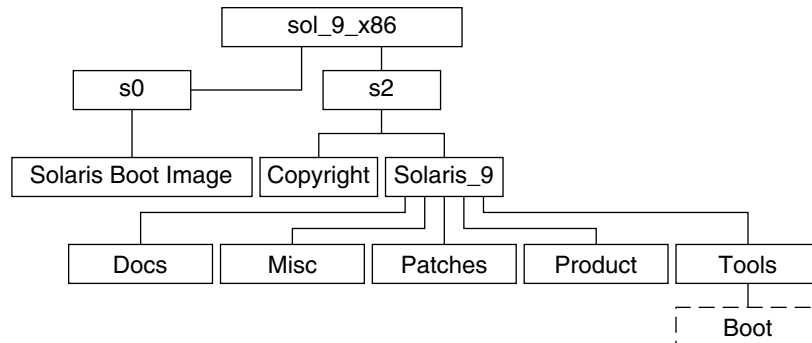 sol_9_x86
s0
s2
Solaris Boot Image
Copyright
Solaris_9
Docs
Misc
Patches
Product
Tools
Boot